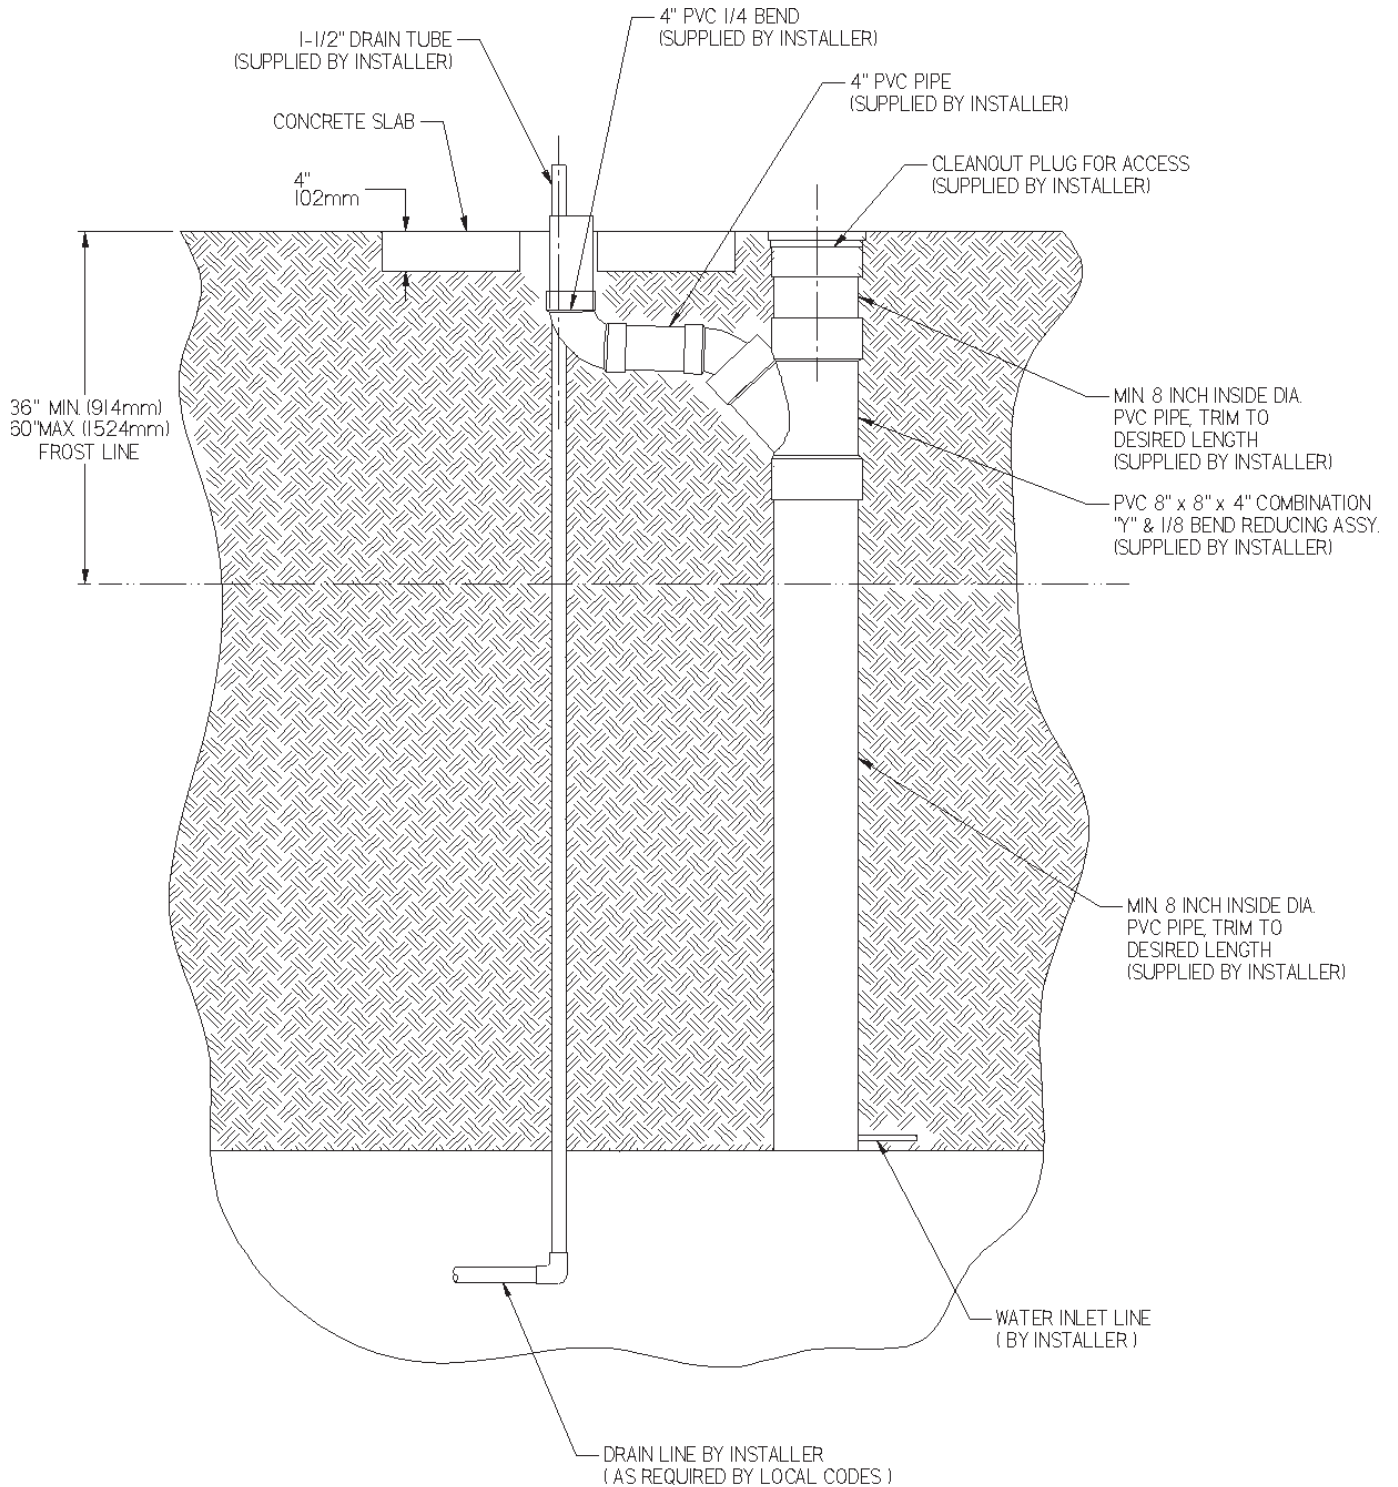 4" PVC 1/4 BEND
(SUPPLIED BY INSTALLER)
1-1/2" DRAIN TUBE
(SUPPLIED BY INSTALLER)
4" PVC PIPE
(SUPPLIED BY INSTALLER)
CONCRETE SLAB
CLEANOUT PLUG FOR ACCESS
(SUPPLIED BY INSTALLER)
4"
102mm
36" MIN. (914mm)
60"MAX. (1524mm)
FROST LINE
MIN. 8 INCH INSIDE DIA.
PVC PIPE, TRIM TO
DESIRED LENGTH
(SUPPLIED BY INSTALLER)
PVC 8" x 8" x 4" COMBINATION
"Y" & 1/8 BEND REDUCING ASSY.
(SUPPLIED BY INSTALLER)
MIN. 8 INCH INSIDE DIA.
PVC PIPE, TRIM TO
DESIRED LENGTH
(SUPPLIED BY INSTALLER)
WATER INLET LINE
( BY INSTALLER )
DRAIN LINE BY INSTALLER
( AS REQUIRED BY LOCAL CODES )